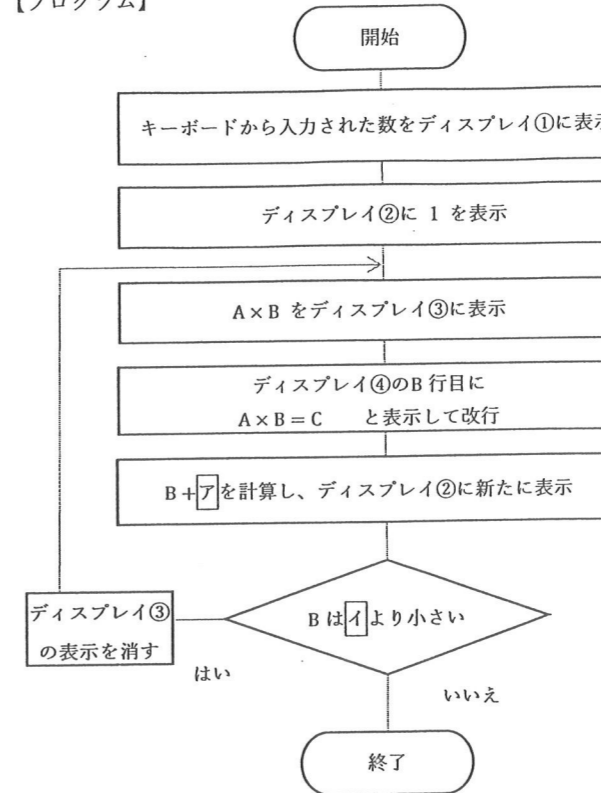 【プログラム】
開始
キーボードから入力された数をディスプレイ①に表示
ディスプレイ②に 1 を表示
A×B をディスプレイ③に表示
ディスプレイ④のB 行目に
A×B=C と表示して改行
B+アを計算し、ディスプレイ②に新たに表示
B はイより小さい
ディスプレイ③
の表示を消す
はい
いいえ
終了